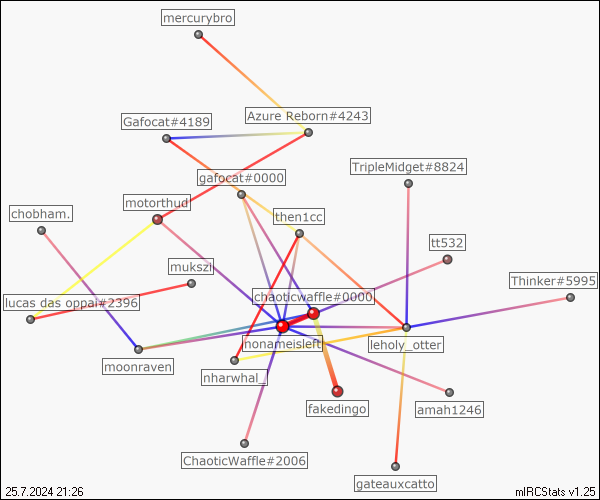 mercurybro
Azure Reborn#4243
Gafocat#4189
TripleMidget#8824
gafocat#0000
motorthud
chobham.
then1cc
tt532
mukszi
Thinker#5995
chaoticwaffle#0000
lucas das oppai#2396
nonameisleft
leholy_otter
moonraven
nharwhal_
fakedingo
amah1246
ChaoticWaffle#2006
gateauxcatto
25.7.2024 21:26
mIRCStats v1.25